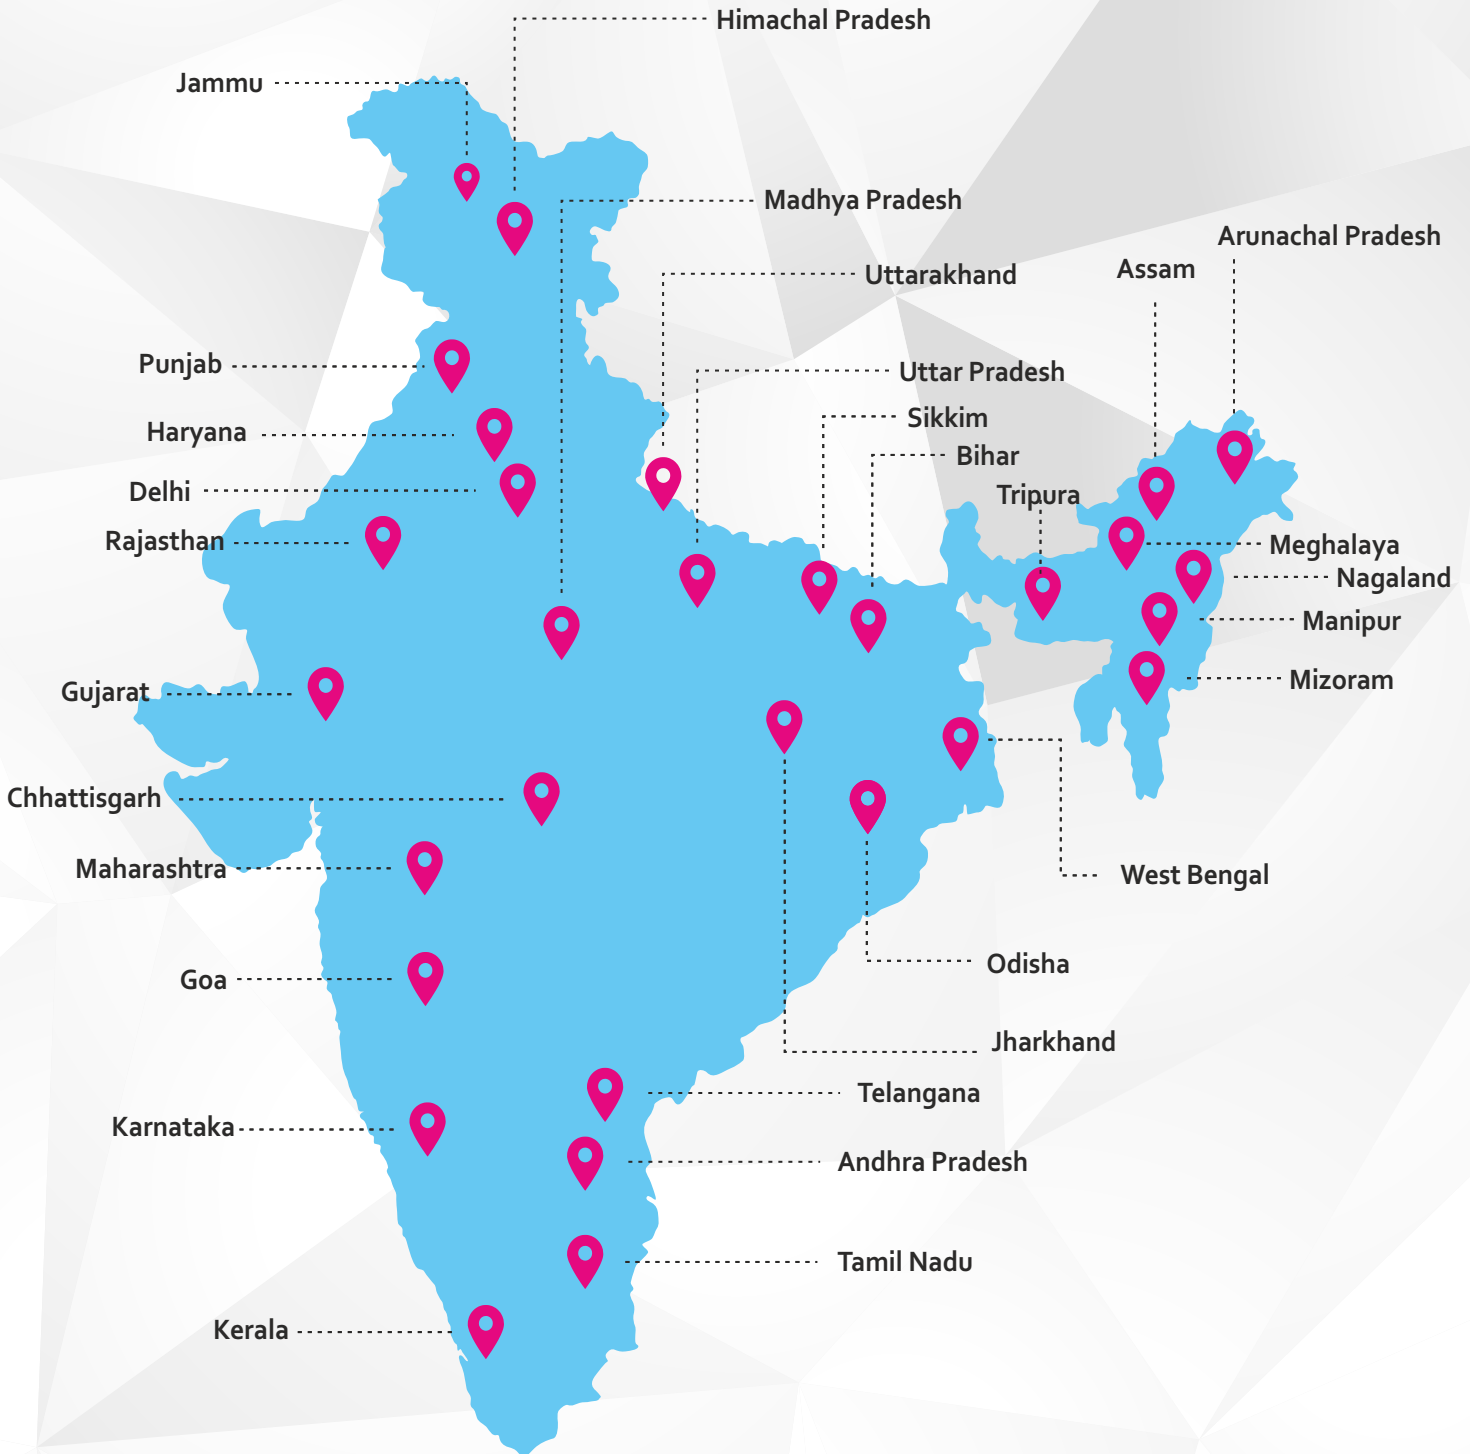 Himachal Pradesh
Jammu
Madhya Pradesh
Arunachal Pradesh
Assam
Uttarakhand
Punjab
Uttar Pradesh
Sikkim
Haryana
Bihar
Delhi
Tripura
Rajasthan
Meghalaya
Nagaland
Manipur
Mizoram
Gujarat
Chhattisgarh
Maharashtra
West Bengal
Odisha
Goa
Jharkhand
Telangana
Karnataka
Andhra Pradesh
Tamil Nadu
Kerala